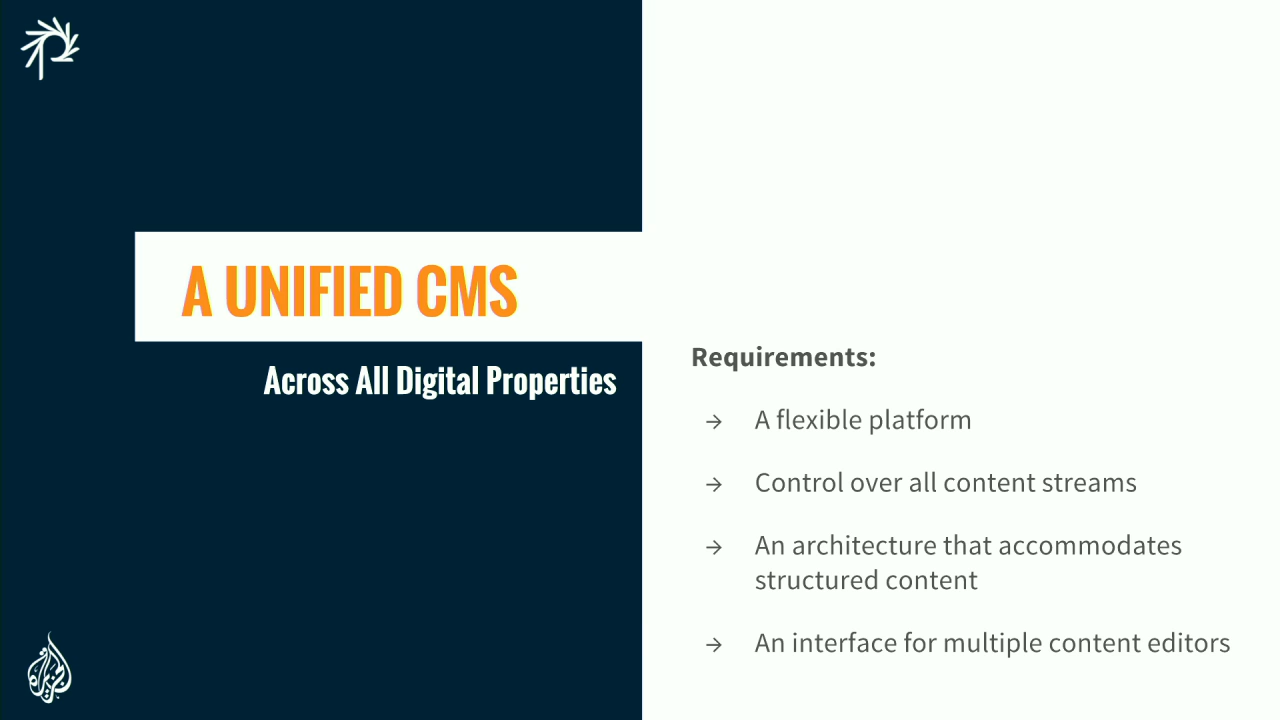 A UNIFIED CMS
Across All Digital Properties
Requirements:
→ A flexible platform
→ Control over all content streams
→ An architecture that accommodates
structured content
→ An interface for multiple content editors
الجزيرة